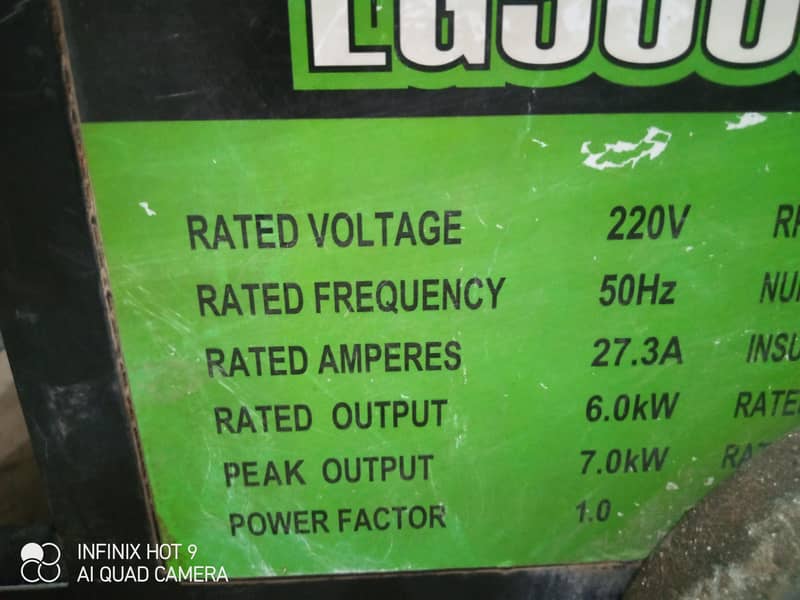 RATED VOLTAGE 220V
RATED FREQUENCY 50Hz
RATED AMPERES 27.3A
RATED OUTPUT 6.0kW
PEAK OUTPUT 7.0kW
POWER FACTOR 1.0
INFINIX HOT 9
AI QUAD CAMERA